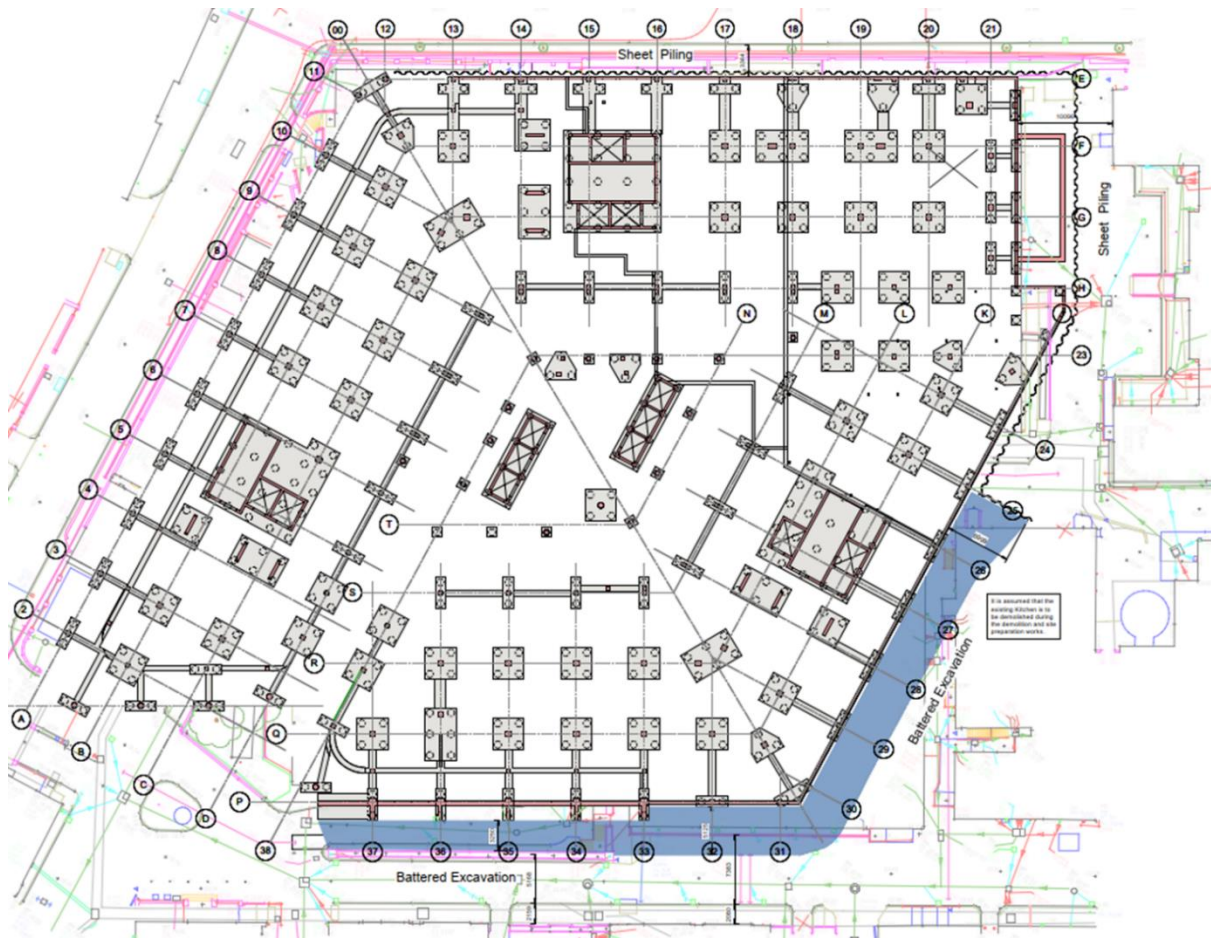 00
12
13
14
15
16
17
18
19
20
21
Sheet Piling
11
E
10
10098
F
9
G
Sheet Piling
8
H
7
N
M
L
K
23
6
5
24
4
T
25
3
26
It is assumed that the
existing Kitchen is to
be demolished during
the demolition and site
preparation works.
S
2
27
R
28
Battered Excavation
A
Q
29
B
C
P
30
D
38
37
36
35
34
33
32
31
Battered Excavation